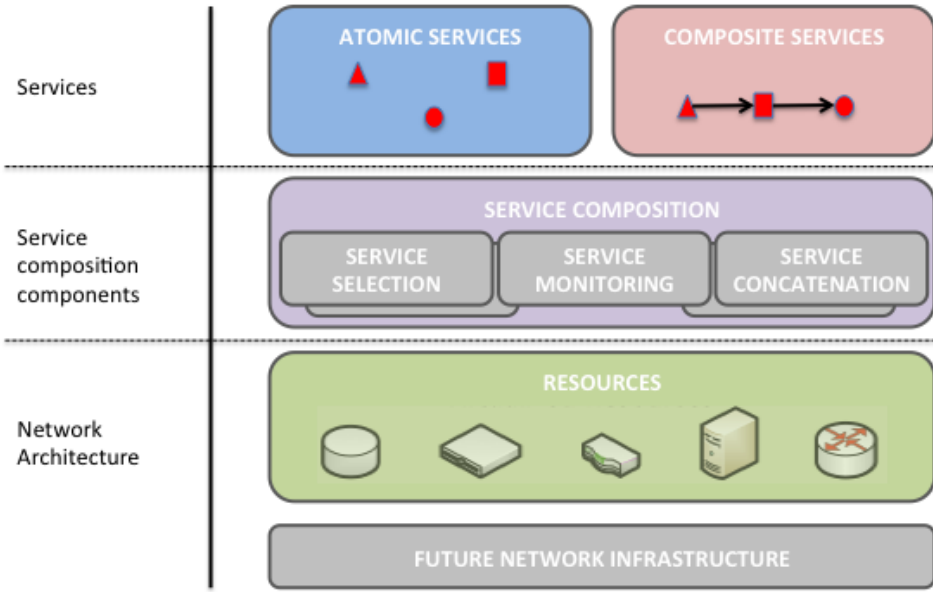 Services
ATOMIC SERVICES
COMPOSITE SERVICES
Service
composition
components
SERVICE COMPOSITION
SERVICE
SELECTION
SERVICE
MONITORING
SERVICE
CONCATENATION
Network
Architecture
RESOURCES
FUTURE NETWORK INFRASTRUCTURE